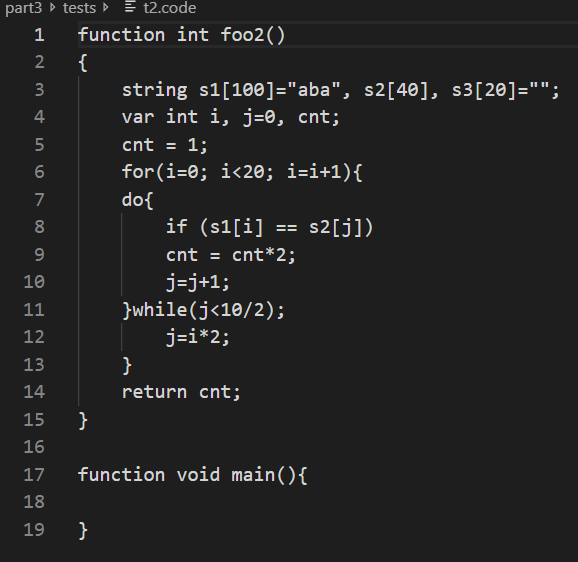 part3 > tests > t2.code
1 function int foo2()
2 {
3     string s1[100]="aba", s2[40], s3[20]="";
4     var int i, j=0, cnt;
5     cnt = 1;
6     for(i=0; i<20; i=i+1){
7     do{
8         if (s1[i] == s2[j])
9         cnt = cnt*2;
10         j=j+1;
11     }while(j<10/2);
12         j=i*2;
13     }
14     return cnt;
15 }
16
17 function void main(){
18
19 }